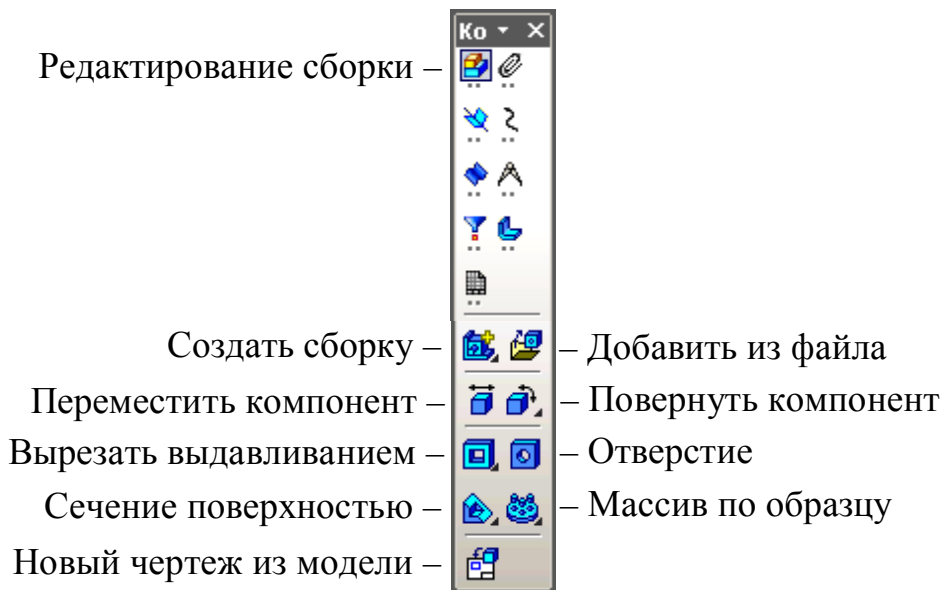 Ко
Редактирование сборки –
Создать сборку – – Добавить из файла
Переместить компонент – – Повернуть компонент
Вырезать выдавливанием – – Отверстие
Сечение поверхностью – – Массив по образцу
Новый чертеж из модели –